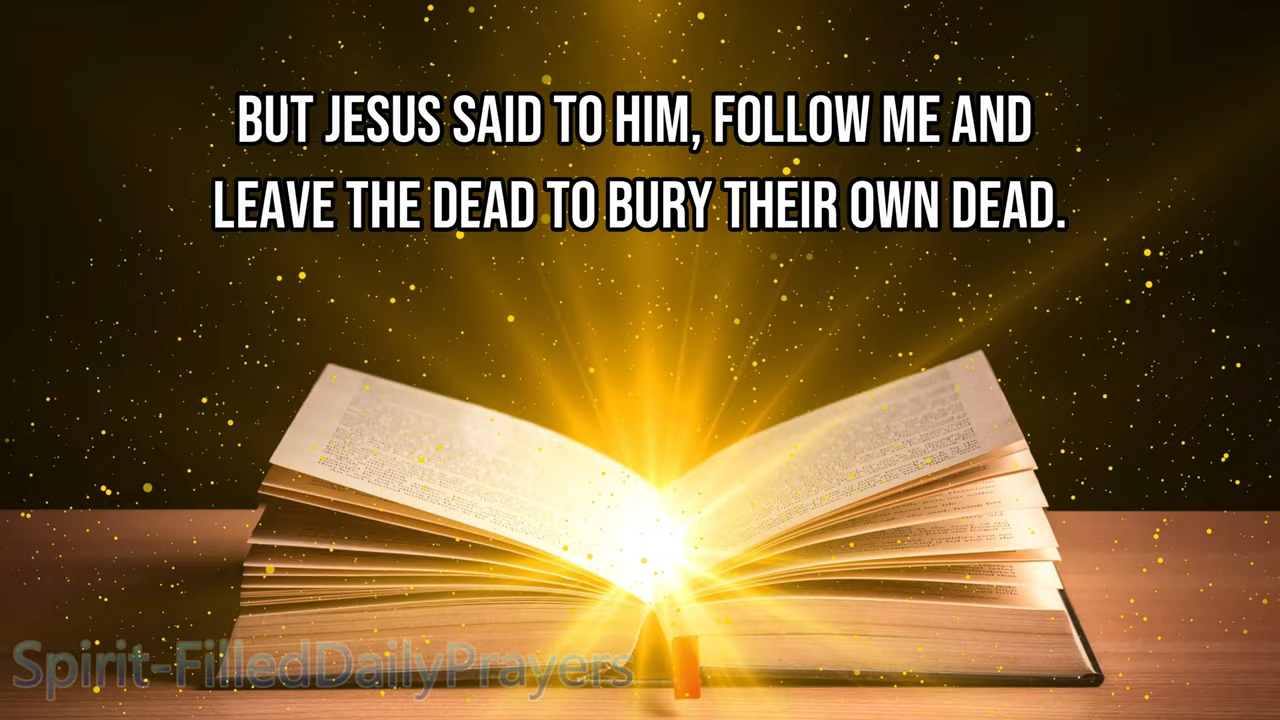 BUT JESUS SAID TO HIM, FOLLOW ME AND
LEAVE THE DEAD TO BURY THEIR OWN DEAD.
Spirit-FilledDailyPrayers